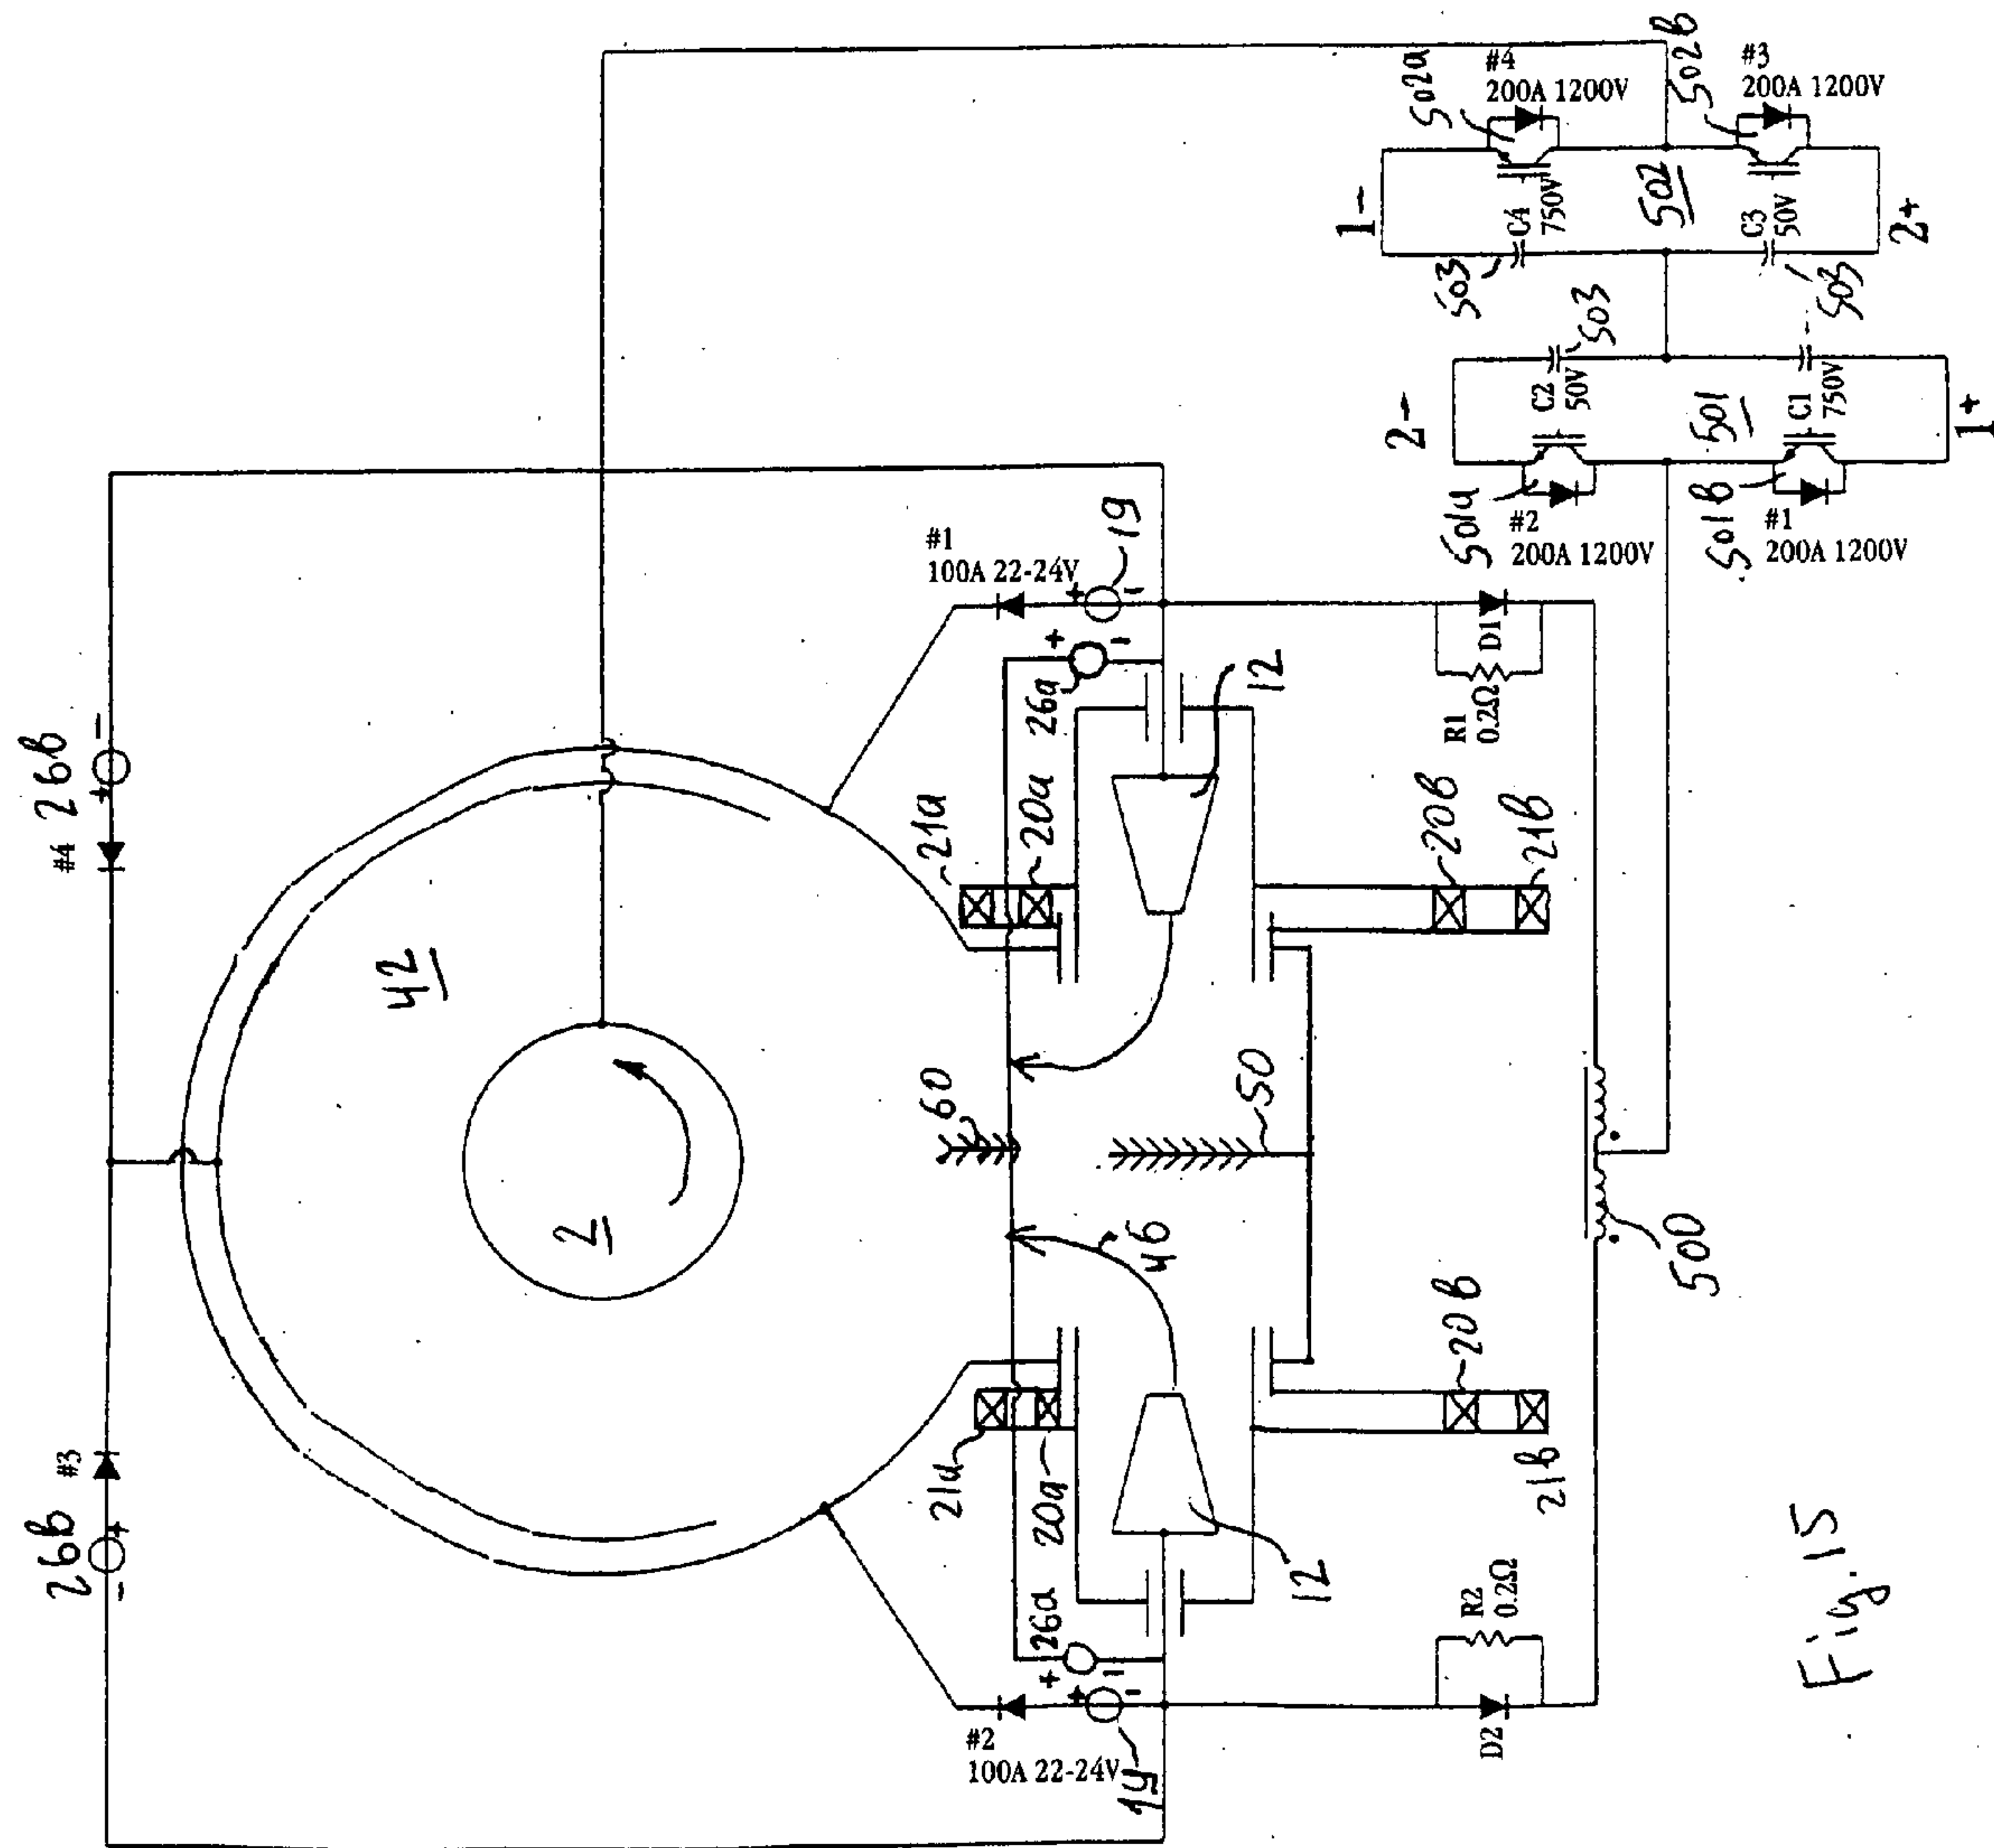 #4
200A 1200V
#3
200A 1200V
502a
502b
1-
C4
750V
502
C3
50V
2+
503
503
503
2-
C2
50V
501
C1
750V
1+
501a
#2
200A 1200V
501b
#1
200A 1200V
26b
+
-
#4
#1
100A 22-24V
+
-
19
+
-
26a
42
21a
20a
12
R1
0.2Ω
D1
20b
21b
2
60
50
46
500
#3
26b
+
-
21a
20a
26a
12
20b
21b
+
-
+
-
#2
100A 22-24V
R2
0.2Ω
D2
Fig. 15